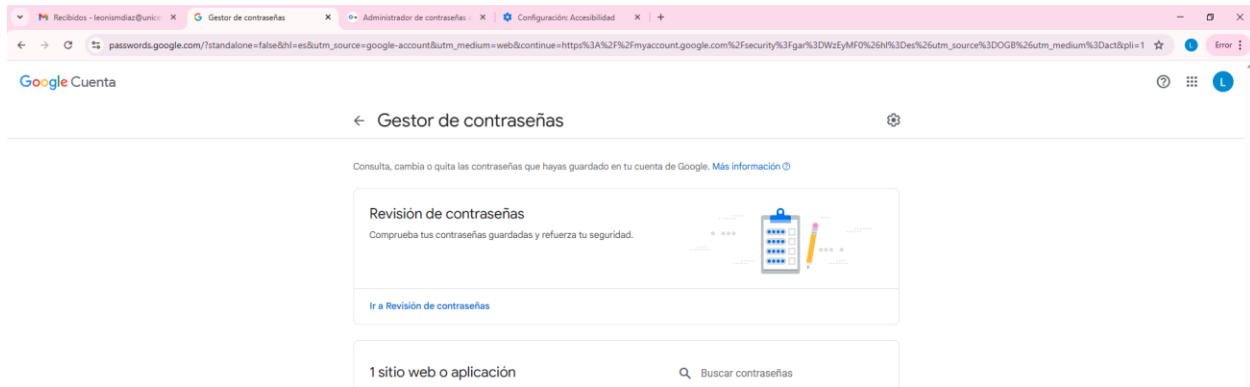 Recibidos - leonismdiaz@unice
Gestor de contraseñas
Administrador de contraseñas
Configuración: Accesibilidad
passwords.google.com/?standalone=false&hl=es&utm_source=google-account&utm_medium=web&continue=https%3A%2F%2Fmyaccount.google.com%2Fsecurity%3Fgar%3DWzEyMF0%26hl%3Des%26utm_source%3DOGB%26utm_medium%3Dact&pli=1
L
Error
Google Cuenta
L
Gestor de contraseñas
Consulta, cambia o quita las contraseñas que hayas guardado en tu cuenta de Google. Más información
Revisión de contraseñas
Comprueba tus contraseñas guardadas y refuerza tu seguridad.
Ir a Revisión de contraseñas
1 sitio web o aplicación
Buscar contraseñas